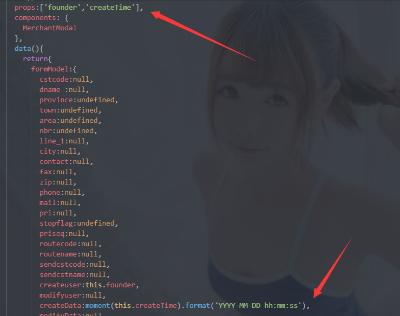 props:['founder','createTime'],
components: {
MerchantModal
},
data(){
return{
formModel:{
cstcode:null,
dname :null,
province:undefined,
town:undefined,
area:undefined,
nbr:undefined,
line_1:null,
city:null,
contact:null,
fax:null,
zip:null,
phone:null,
mail:null,
pri:null,
stopflag:undefined,
priseq:null,
routecode:null,
routename:null,
sendcstcode:null,
sendcstname:null,
createuser:this.founder,
modifyuser:null,
createData:moment(this.createTime).format('YYYY MM DD hh:mm:ss'),